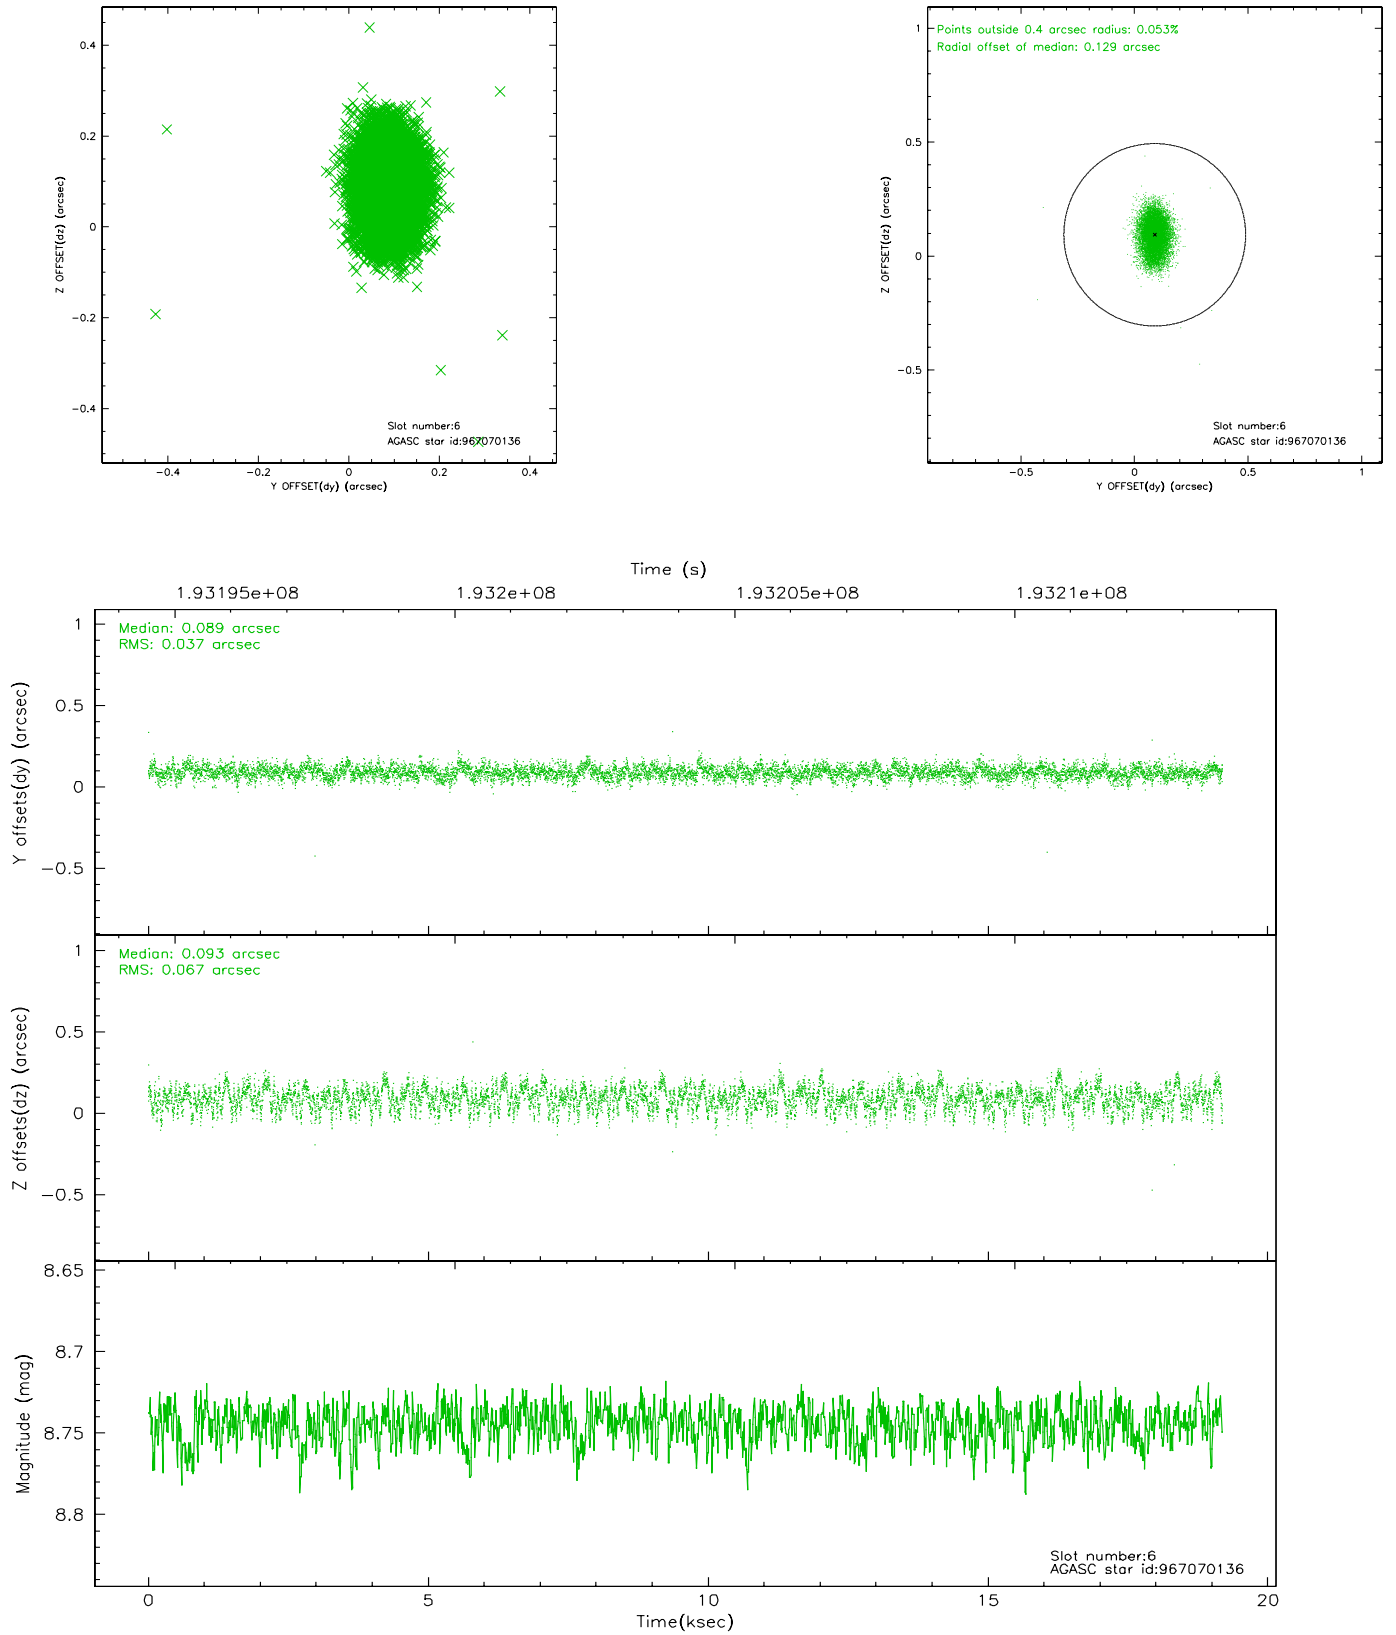 0.4
0.2
0
−0.2
−0.4
Z OFFSET(dz) (arcsec)
Slot number:6
AGASC star id:967070136
−0.4
−0.2
0
0.2
0.4
Y OFFSET(dy) (arcsec)
Points outside 0.4 arcsec radius: 0.053%
Radial offset of median: 0.129 arcsec
1
0.5
0
−0.5
Z OFFSET(dz) (arcsec)
Slot number:6
AGASC star id:967070136
−0.5
0
0.5
1
Y OFFSET(dy) (arcsec)
Time (s)
1.93195e+08
1.932e+08
1.93205e+08
1.9321e+08
Median: 0.089 arcsec
RMS: 0.037 arcsec
1
0.5
0
−0.5
Y offsets(dy) (arcsec)
Median: 0.093 arcsec
RMS: 0.067 arcsec
1
0.5
0
−0.5
Z offsets(dz) (arcsec)
8.65
8.7
8.75
8.8
Magnitude (mag)
Slot number:6
AGASC star id:967070136
0
5
10
15
20
Time(ksec)